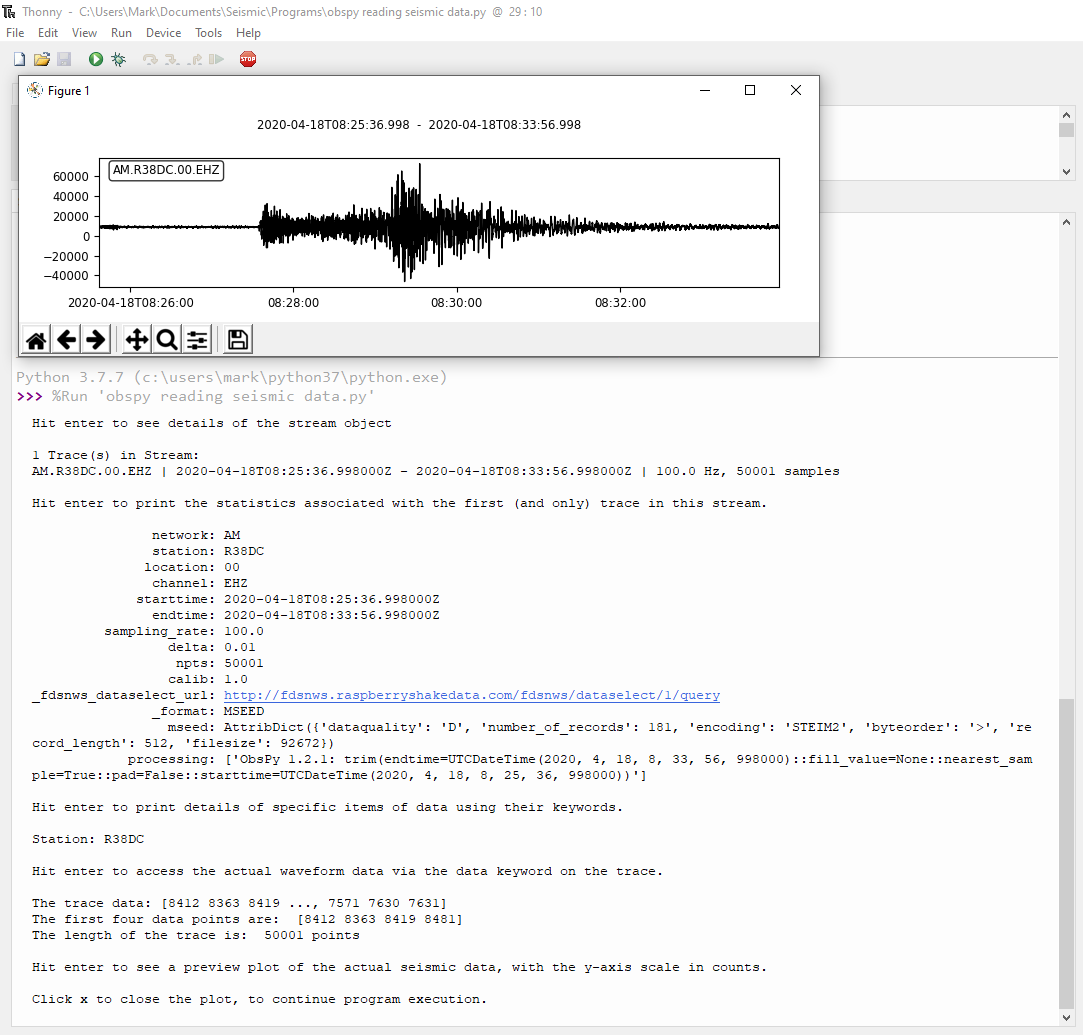 Thonny - C:\Users\Mark\Documents\Seismic\Programs\obspy reading seismic data.py @ 29 : 10
File Edit View Run Device Tools Help
STOP
Figure 1
2020-04-18T08:25:36.998 - 2020-04-18T08:33:56.998
AM.R38DC.00.EHZ
60000
40000
20000
0
−20000
−40000
2020-04-18T08:26:00 08:28:00 08:30:00 08:32:00
Python 3.7.7 (c:\users\mark\python37\python.exe)
>>> %Run 'obspy reading seismic data.py'
Hit enter to see details of the stream object
1 Trace(s) in Stream:
AM.R38DC.00.EHZ | 2020-04-18T08:25:36.998000Z - 2020-04-18T08:33:56.998000Z | 100.0 Hz, 50001 samples
Hit enter to print the statistics associated with the first (and only) trace in this stream.
network: AM
station: R38DC
location: 00
channel: EHZ
starttime: 2020-04-18T08:25:36.998000Z
endtime: 2020-04-18T08:33:56.998000Z
sampling_rate: 100.0
delta: 0.01
npts: 50001
calib: 1.0
_fdsnws_dataselect_url: http://fdsnws.raspberryshakedata.com/fdsnws/dataselect/1/query
_format: MSEED
mseed: AttribDict({'dataquality': 'D', 'number_of_records': 181, 'encoding': 'STEIM2', 'byteorder': '>', 're
cord_length': 512, 'filesize': 92672})
processing: ['ObsPy 1.2.1: trim(endtime=UTCDateTime(2020, 4, 18, 8, 33, 56, 998000)::fill_value=None::nearest_sam
ple=True::pad=False::starttime=UTCDateTime(2020, 4, 18, 8, 25, 36, 998000))']
Hit enter to print details of specific items of data using their keywords.
Station: R38DC
Hit enter to access the actual waveform data via the data keyword on the trace.
The trace data: [8412 8363 8419 ..., 7571 7630 7631]
The first four data points are:  [8412 8363 8419 8481]
The length of the trace is:  50001 points
Hit enter to see a preview plot of the actual seismic data, with the y-axis scale in counts.
Click x to close the plot, to continue program execution.